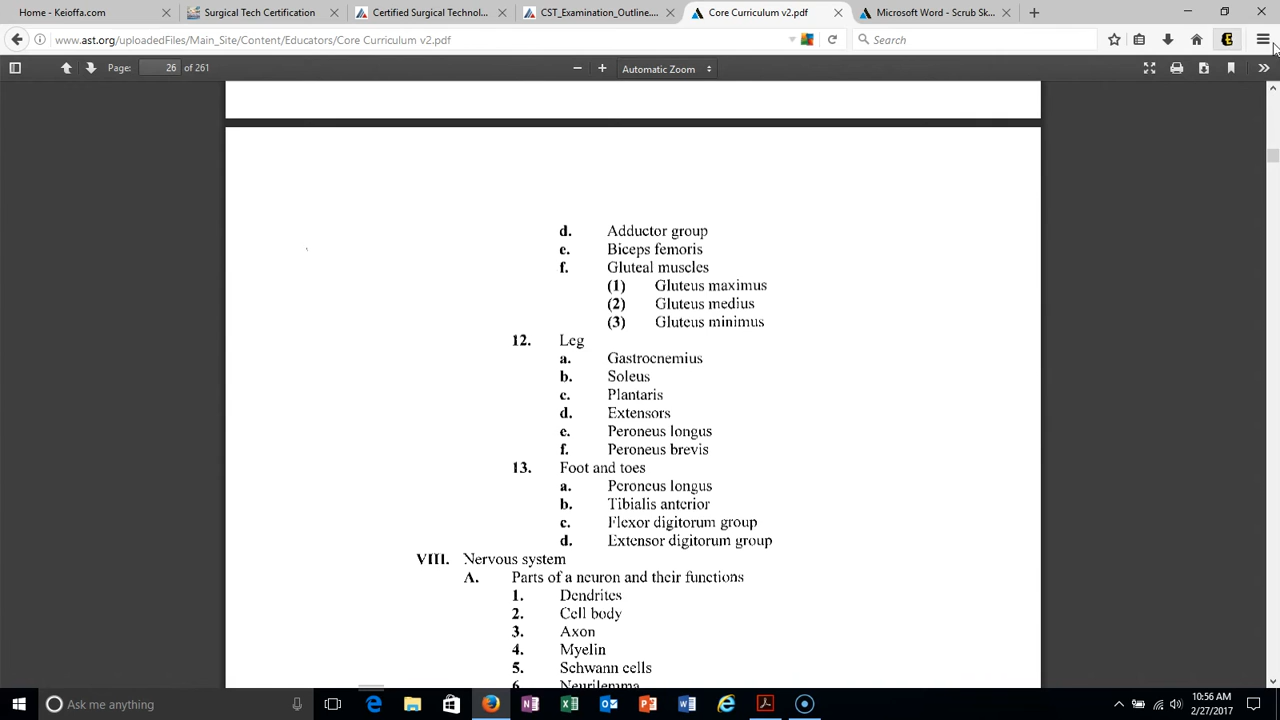 Home - Keioffa.com
Surgical Tech Certification
Certified Surgical Technol...
CST_Examination_Outline...
Core Curriculum v2.pdf
Microsoft Word - Scrub Sk...
www.ast.org/uploadedFiles/Main_Site/Content/Educators/Core Curriculum v2.pdf
Search
Page: 26 of 261
Automatic Zoom
d. Adductor group
e. Biceps femoris
f. Gluteal muscles
(1) Gluteus maximus
(2) Gluteus medius
(3) Gluteus minimus
12. Leg
a. Gastrocnemius
b. Soleus
c. Plantaris
d. Extensors
e. Peroneus longus
f. Peroneus brevis
13. Foot and toes
a. Peroneus longus
b. Tibialis anterior
c. Flexor digitorum group
d. Extensor digitorum group
VIII. Nervous system
A. Parts of a neuron and their functions
1. Dendrites
2. Cell body
3. Axon
4. Myelin
5. Schwann cells
6. Neurilemma
Ask me anything
10:56 AM
2/27/2017